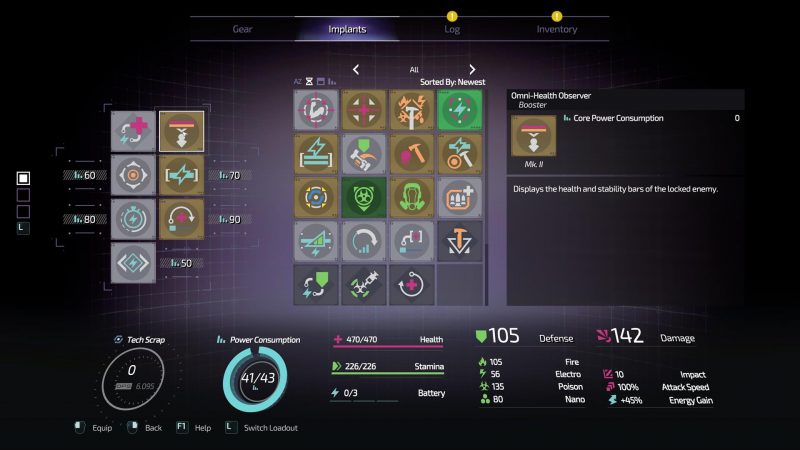 Gear
Implants
Log
Inventory
All
AZ
Sorted By: Newest
Omni-Health Observer
Booster
Core Power Consumption 0
Mk. II
Displays the health and stability bars of the locked enemy.
60
70
80
90
50
L
Tech Scrap
0
6.095
Power Consumption
41/43
470/470 Health
226/226 Stamina
0/3 Battery
105 Defense
105 Fire
56 Electro
135 Poison
80 Nano
142 Damage
10 Impact
100% Attack Speed
+45% Energy Gain
Equip
Back
F1 Help
L Switch Loadout